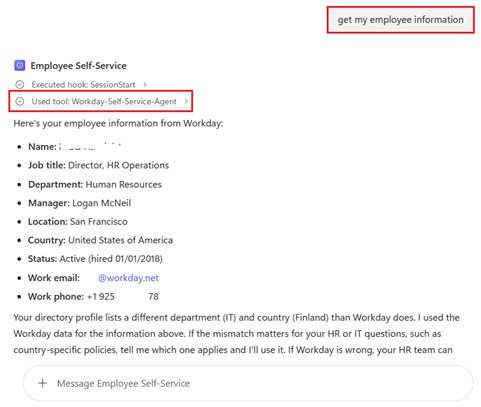 get my employee information
Employee Self-Service
Executed hook: SessionStart >
Used tool: Workday-Self-Service-Agent >
Here's your employee information from Workday:
• Name:
• Job title: Director, HR Operations
• Department: Human Resources
• Manager: Logan McNeil
• Location: San Francisco
• Country: United States of America
• Status: Active (hired 01/01/2018)
• Work email: @workday.net
• Work phone: +1 925 78
Your directory profile lists a different department (IT) and country (Finland) than Workday does. I used the
Workday data for the information above. If the mismatch matters for your HR or IT questions, such as
country-specific policies, tell me which one applies and I'll use it. If Workday is wrong, your HR team can
+ Message Employee Self-Service